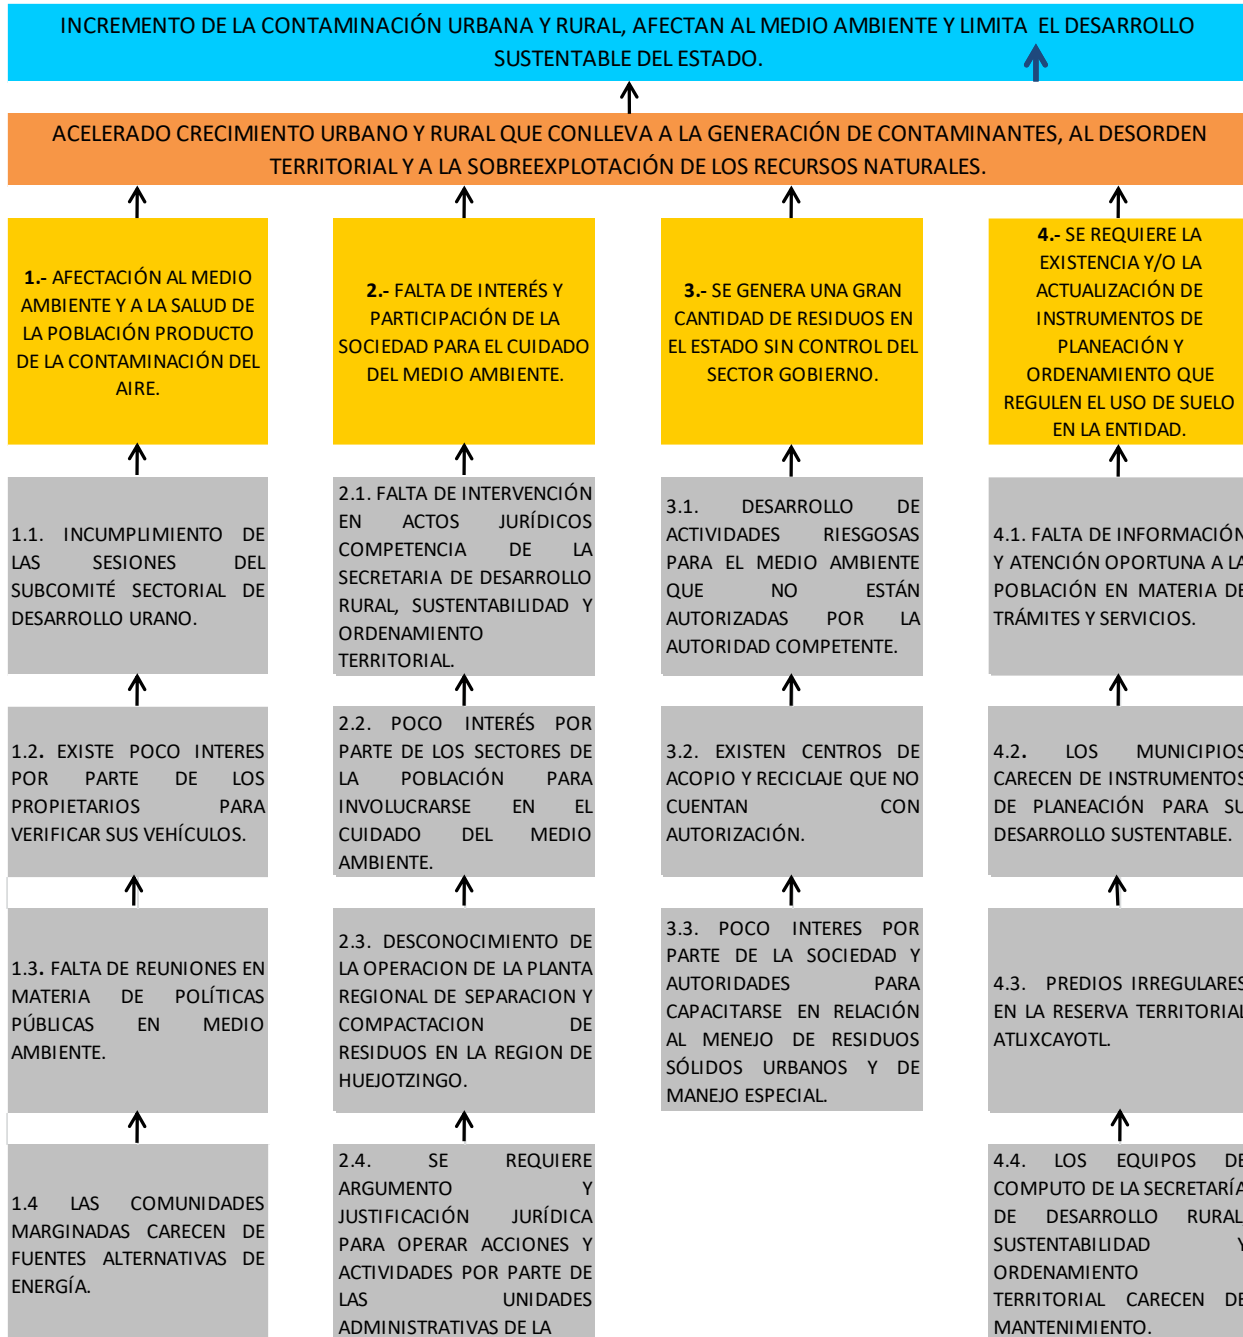 INCREMENTO DE LA CONTAMINACIÓN URBANA Y RURAL, AFECTAN AL MEDIO AMBIENTE Y LIMITA EL DESARROLLO
SUSTENTABLE DEL ESTADO.
ACELERADO CRECIMIENTO URBANO Y RURAL QUE CONLLEVA A LA GENERACIÓN DE CONTAMINANTES, AL DESORDEN
TERRITORIAL Y A LA SOBREEXPLOTACIÓN DE LOS RECURSOS NATURALES.
1.- AFECTACIÓN AL MEDIO
AMBIENTE Y A LA SALUD DE
LA POBLACIÓN PRODUCTO
DE LA CONTAMINACIÓN DEL
AIRE.
2.- FALTA DE INTERÉS Y
PARTICIPACIÓN DE LA
SOCIEDAD PARA EL CUIDADO
DEL MEDIO AMBIENTE.
3.- SE GENERA UNA GRAN
CANTIDAD DE RESIDUOS EN
EL ESTADO SIN CONTROL DEL
SECTOR GOBIERNO.
4.- SE REQUIERE LA
EXISTENCIA Y/O LA
ACTUALIZACIÓN DE
INSTRUMENTOS DE
PLANEACIÓN Y
ORDENAMIENTO QUE
REGULEN EL USO DE SUELO
EN LA ENTIDAD.
1.1. INCUMPLIMIENTO DE
LAS SESIONES DEL
SUBCOMITÉ SECTORIAL DE
DESARROLLO URANO.
2.1. FALTA DE INTERVENCIÓN
EN ACTOS JURÍDICOS
COMPETENCIA DE LA
SECRETARIA DE DESARROLLO
RURAL, SUSTENTABILIDAD Y
ORDENAMIENTO
TERRITORIAL.
3.1. DESARROLLO DE
ACTIVIDADES RIESGOSAS
PARA EL MEDIO AMBIENTE
QUE NO ESTÁN
AUTORIZADAS POR LA
AUTORIDAD COMPETENTE.
4.1. FALTA DE INFORMACIÓN
Y ATENCIÓN OPORTUNA A LA
POBLACIÓN EN MATERIA DE
TRÁMITES Y SERVICIOS.
1.2. EXISTE POCO INTERES
POR PARTE DE LOS
PROPIETARIOS PARA
VERIFICAR SUS VEHÍCULOS.
2.2. POCO INTERÉS POR
PARTE DE LOS SECTORES DE
LA POBLACIÓN PARA
INVOLUCRARSE EN EL
CUIDADO DEL MEDIO
AMBIENTE.
3.2. EXISTEN CENTROS DE
ACOPIO Y RECICLAJE QUE NO
CUENTAN CON
AUTORIZACIÓN.
4.2. LOS MUNICIPIOS
CARECEN DE INSTRUMENTOS
DE PLANEACIÓN PARA SU
DESARROLLO SUSTENTABLE.
1.3. FALTA DE REUNIONES EN
MATERIA DE POLÍTICAS
PÚBLICAS EN MEDIO
AMBIENTE.
2.3. DESCONOCIMIENTO DE
LA OPERACION DE LA PLANTA
REGIONAL DE SEPARACION Y
COMPACTACION DE
RESIDUOS EN LA REGION DE
HUEJOTZINGO.
3.3. POCO INTERES POR
PARTE DE LA SOCIEDAD Y
AUTORIDADES PARA
CAPACITARSE EN RELACIÓN
AL MENEJO DE RESIDUOS
SÓLIDOS URBANOS Y DE
MANEJO ESPECIAL.
4.3. PREDIOS IRREGULARES
EN LA RESERVA TERRITORIAL
ATLIXCAYOTL.
1.4 LAS COMUNIDADES
MARGINADAS CARECEN DE
FUENTES ALTERNATIVAS DE
ENERGÍA.
2.4. SE REQUIERE
ARGUMENTO Y
JUSTIFICACIÓN JURÍDICA
PARA OPERAR ACCIONES Y
ACTIVIDADES POR PARTE DE
LAS UNIDADES
ADMINISTRATIVAS DE LA
4.4. LOS EQUIPOS DE
COMPUTO DE LA SECRETARÍA
DE DESARROLLO RURAL
SUSTENTABILIDAD Y
ORDENAMIENTO
TERRITORIAL CARECEN DE
MANTENIMIENTO.